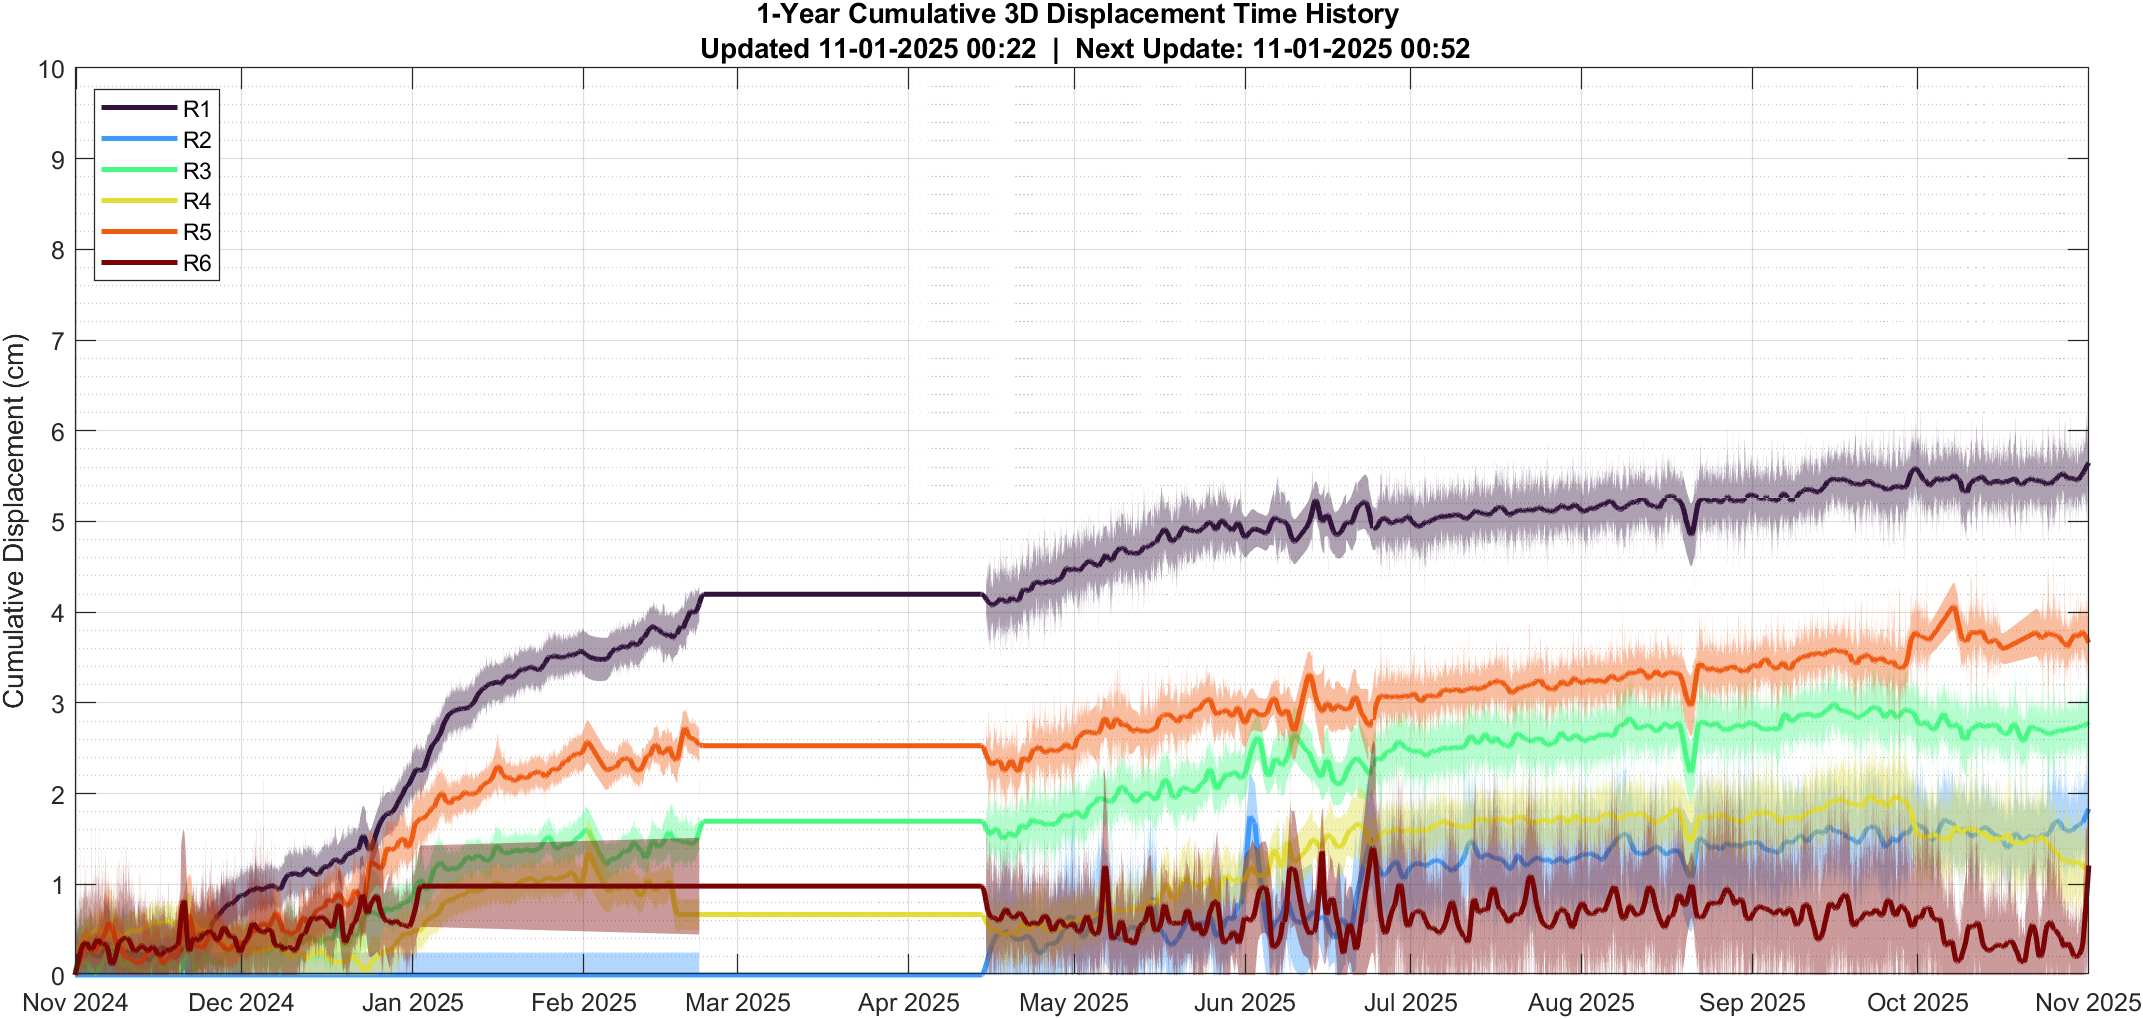 1-Year Cumulative 3D Displacement Time History
Updated 11-01-2025 00:22 | Next Update: 11-01-2025 00:52
R1
R2
R3
R4
R5
R6
Cumulative Displacement (cm)
10
9
8
7
6
5
4
3
2
1
0
Nov 2024 Dec 2024 Jan 2025 Feb 2025 Mar 2025 Apr 2025 May 2025 Jun 2025 Jul 2025 Aug 2025 Sep 2025 Oct 2025 Nov 2025